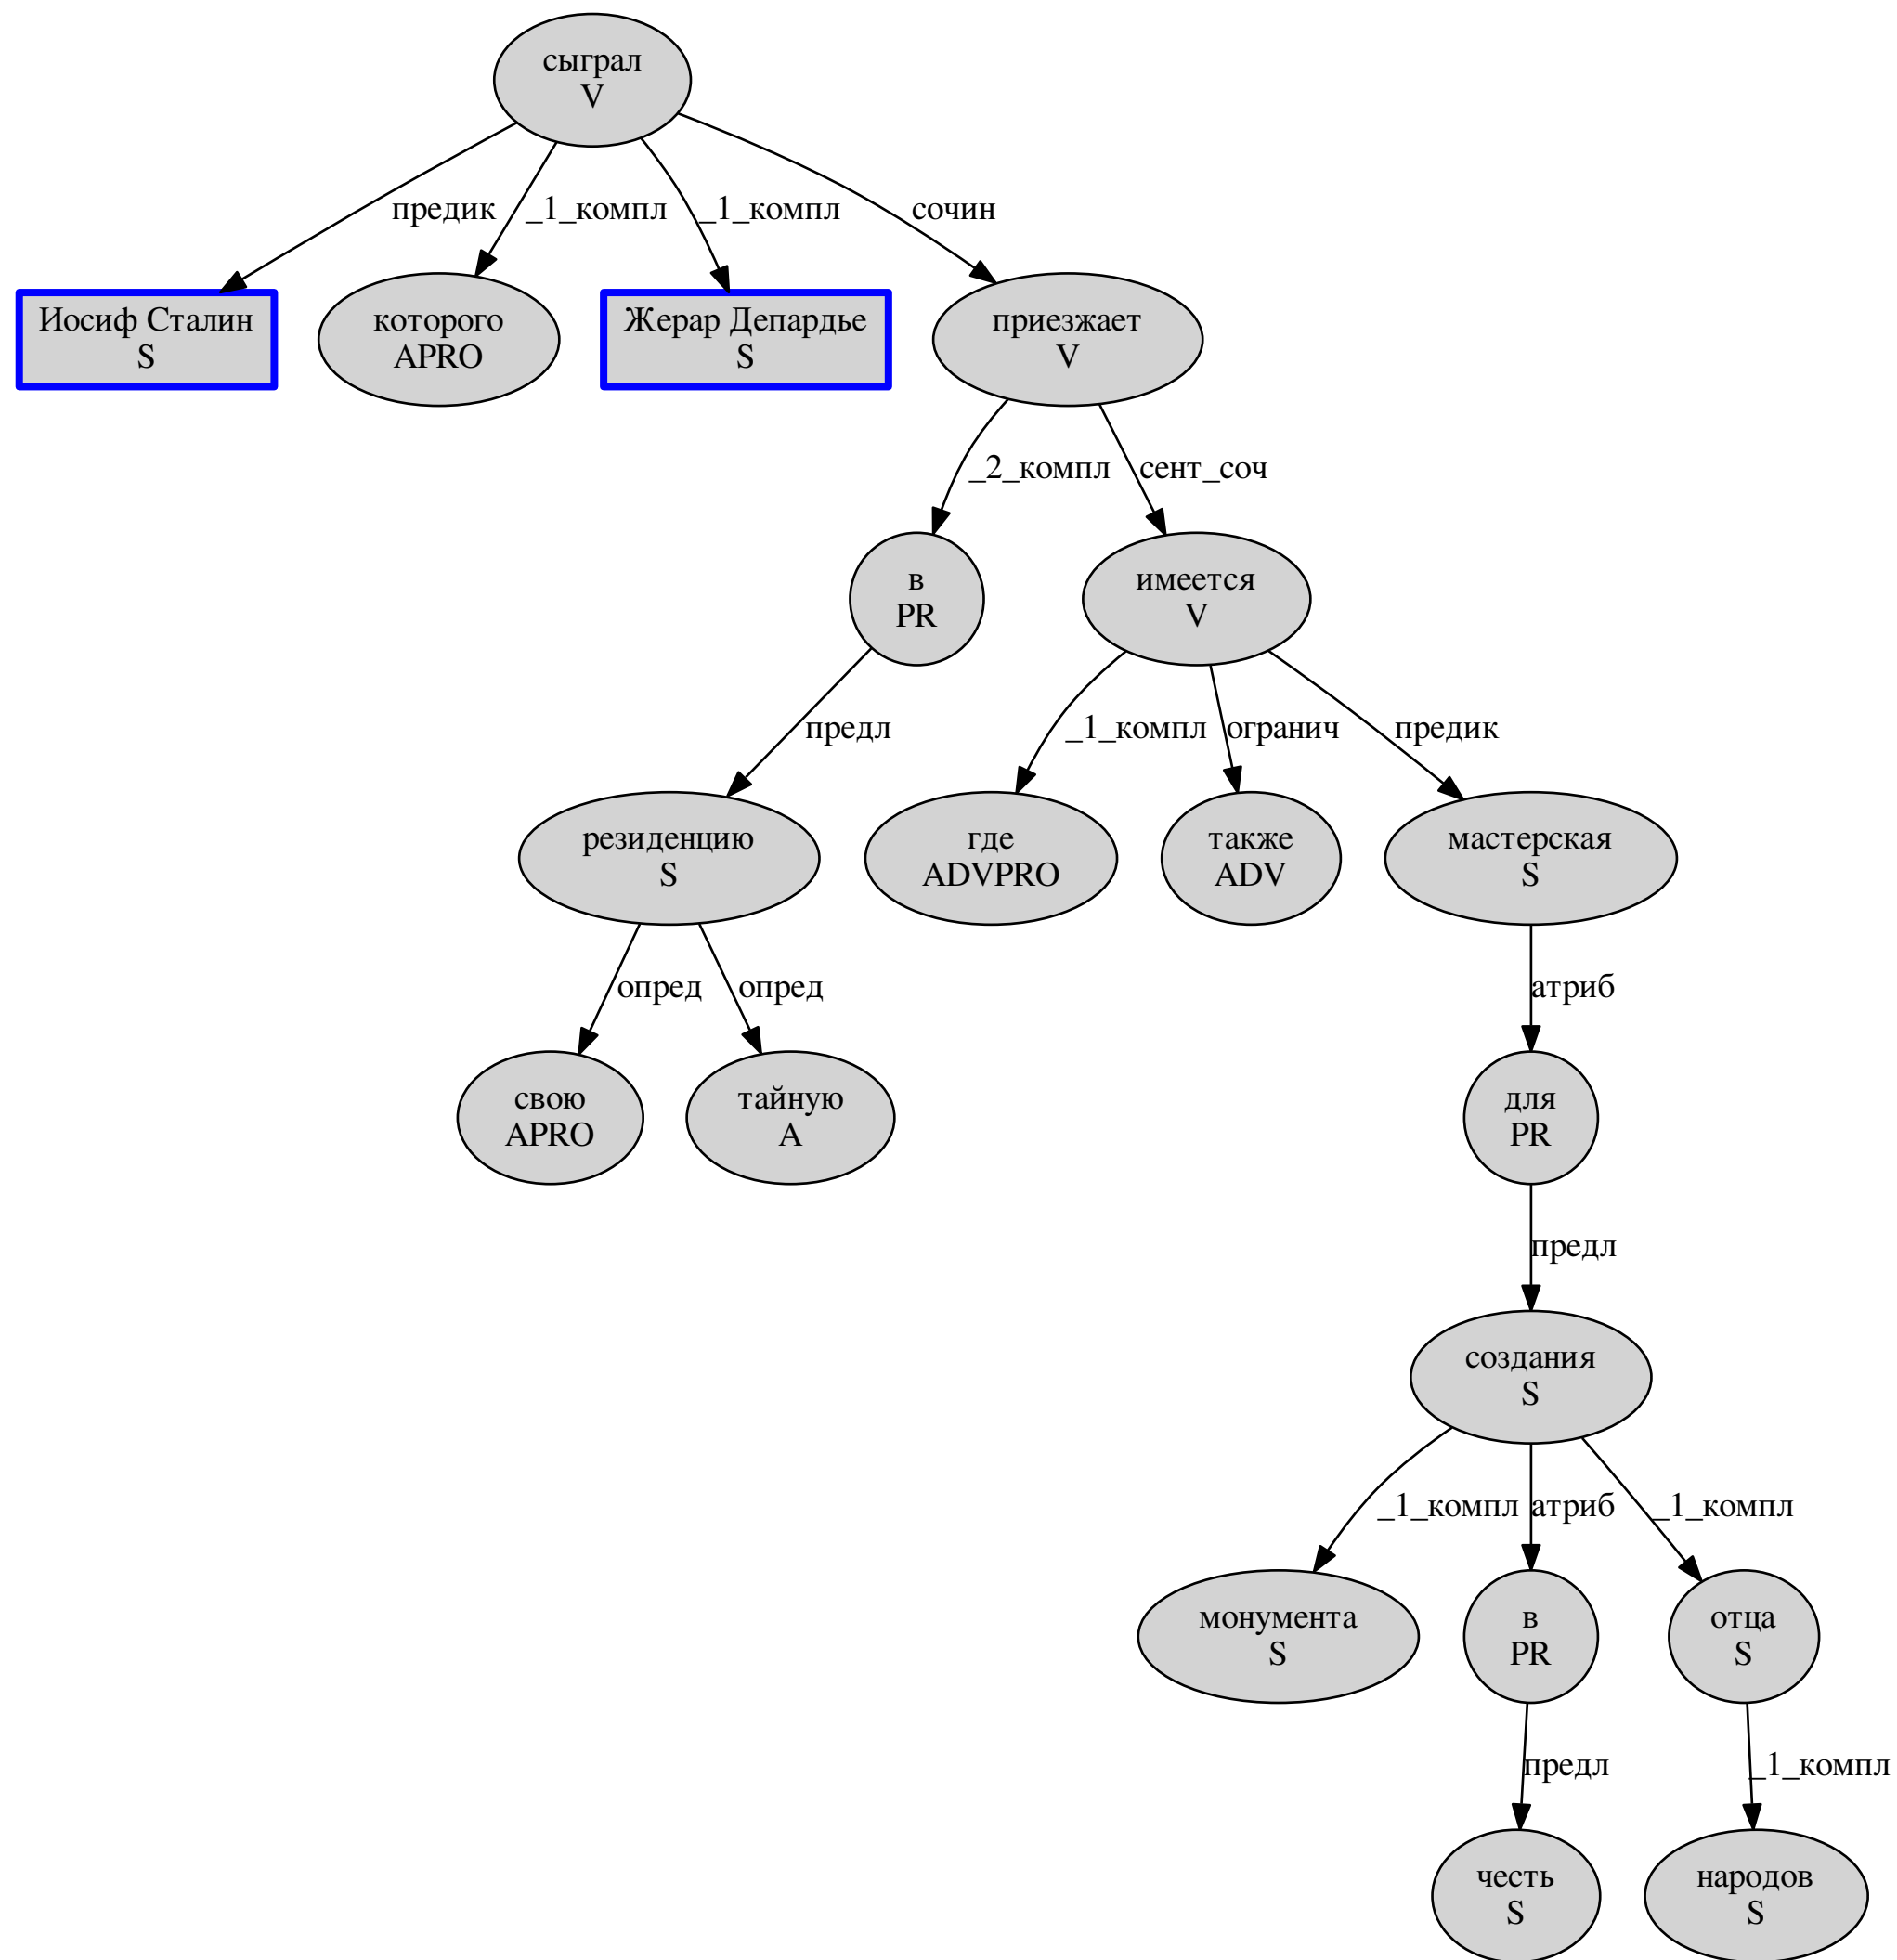 сыграл
V
предик
_1_компл
_1_компл
сочин
Иосиф Сталин
S
которого
APRO
Жерар Депардье
S
приезжает
V
_2_компл
сент_соч
в
PR
имеется
V
предл
_1_компл
огранич
предик
резиденцию
S
где
ADVPRO
также
ADV
мастерская
S
опред
опред
атриб
свою
APRO
тайную
A
для
PR
предл
создания
S
_1_компл
атриб
_1_компл
монумента
S
в
PR
отца
S
предл
_1_компл
честь
S
народов
S